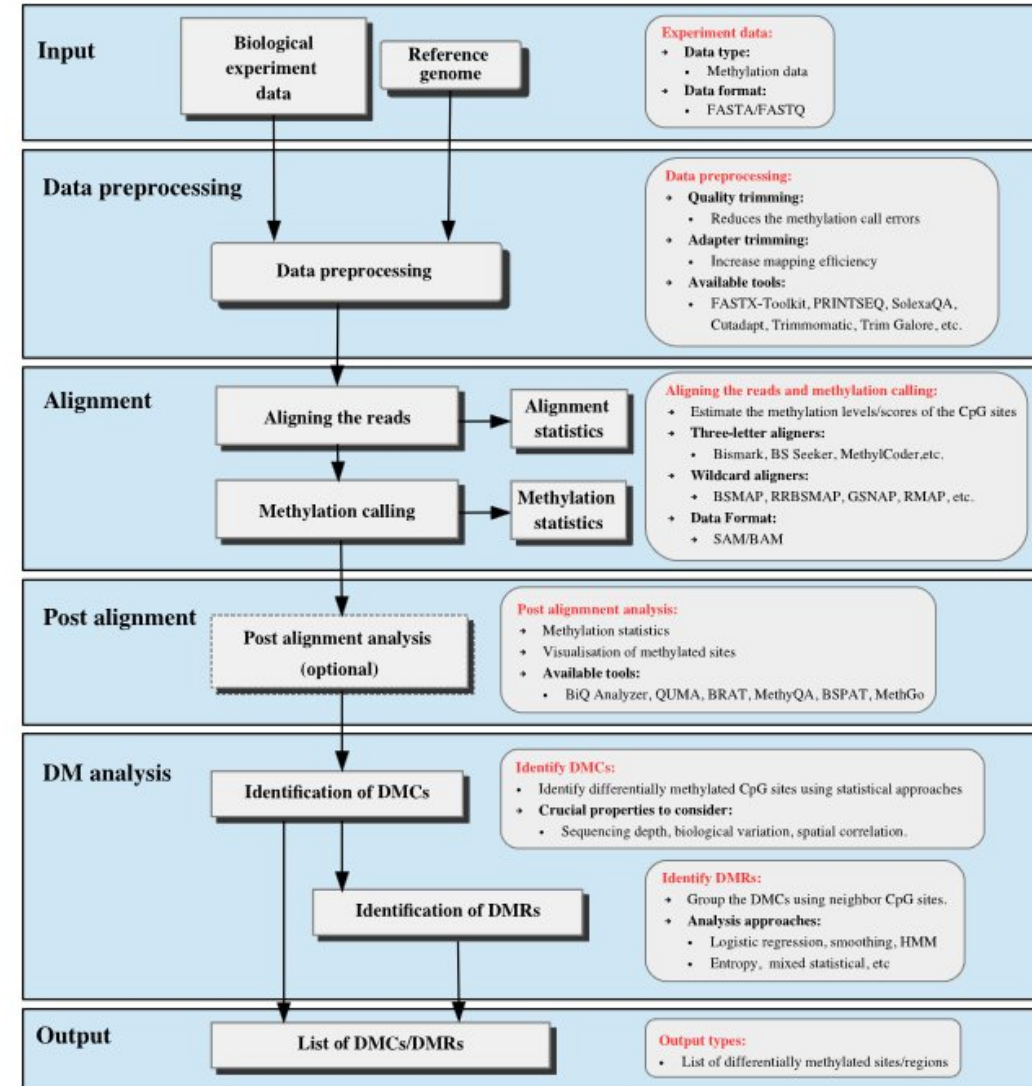 Input
Biological
experiment
data
Reference
genome
Experiment data:
→ Data type:
• Methylation data
→ Data format:
• FASTA/FASTQ
Data preprocessing
Data preprocessing
Data preprocessing:
→ Quality trimming:
• Reduces the methylation call errors
→ Adapter trimming:
• Increase mapping efficiency
→ Available tools:
• FASTX-Toolkit, PRINTSEQ, SolexaQA,
Cutadapt, Trimmomatic, Trim Galore, etc.
Alignment
Aligning the reads
Alignment
statistics
Methylation calling
Methylation
statistics
Aligning the reads and methylation calling:
→ Estimate the methylation levels/scores of the CpG sites
→ Three-letter aligners:
• Bismark, BS Seeker, MethylCoder,etc.
→ Wildcard aligners:
→ BSMAP, RRBSMAP, GSNAP, RMAP, etc.
→ Data Format:
→ SAM/BAM
Post alignment
Post alignment analysis
(optional)
Post alignmnent analysis:
→ Methylation statistics
→ Visualisation of methylated sites
→ Available tools:
• BiQ Analyzer, QUMA, BRAT, MethyQA, BSPAT, MethGo
DM analysis
Identification of DMCs
Identify DMCs:
• Identify differentially methylated CpG sites using statistical approaches
→ Crucial properties to consider:
• Sequencing depth, biological variation, spatial correlation.
Identification of DMRs
Identify DMRs:
→ Group the DMCs using neighbor CpG sites.
→ Analysis approaches:
• Logistic regression, smoothing, HMM
• Entropy, mixed statistical, etc
Output
List of DMCs/DMRs
Output types:
• List of differentially methylated sites/regions